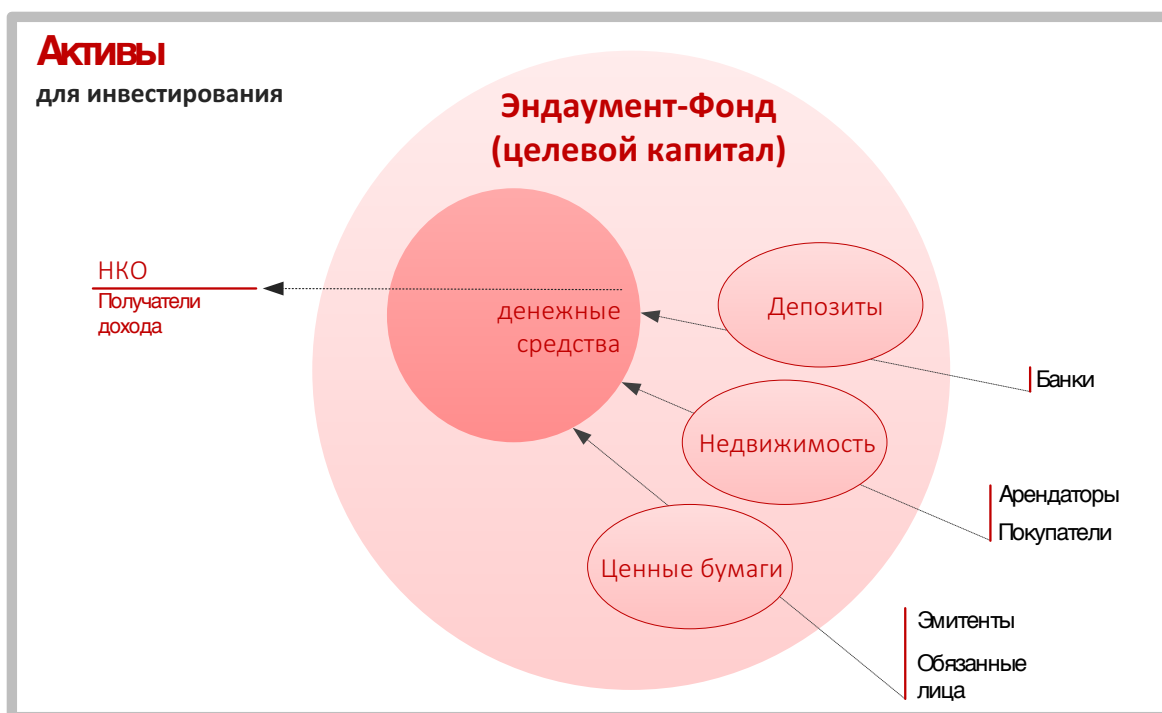 Активы
для инвестирования
Эндаумент-Фонд
(целевой капитал)
НКО
Получатели
дохода
денежные
средства
Депозиты
Банки
Недвижимость
Арендаторы
Покупатели
Ценные бумаги
Эмитенты
Обязанные
лица